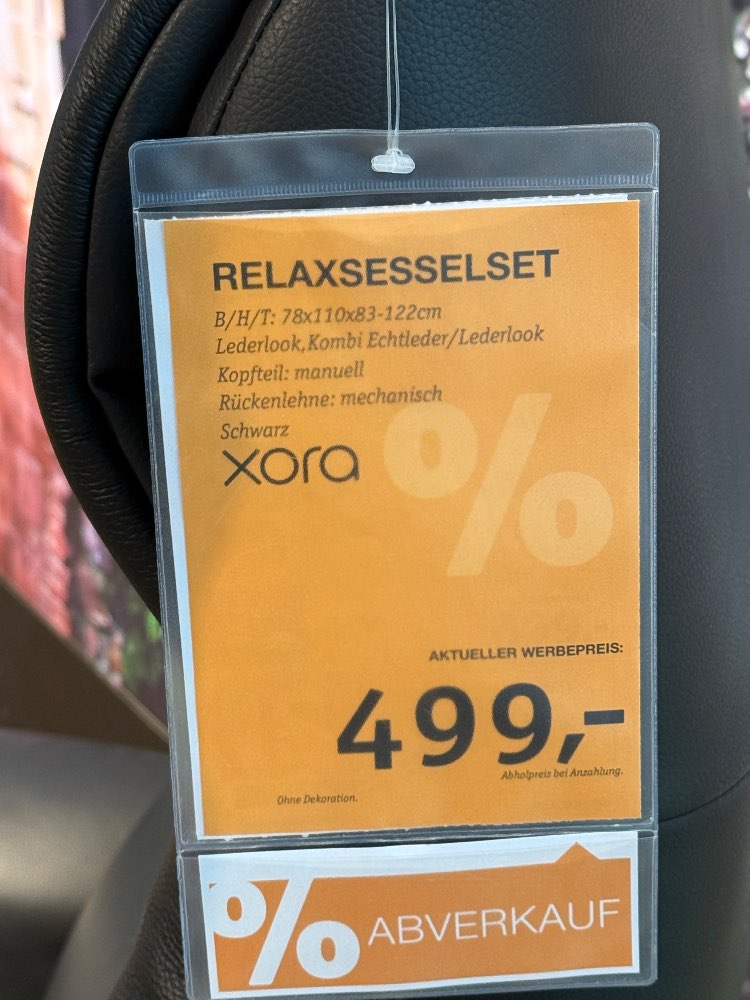 RELAXSESSELSET
B/H/T: 78x110x83-122cm
Lederlook,Kombi Echtleder/Lederlook
Kopfteil: manuell
Rückenlehne: mechanisch
Schwarz
xora
%
AKTUELLER WERBEPREIS:
499,-
Abholpreis bei Anzahlung.
Ohne Dekoration.
% ABVERKAUF